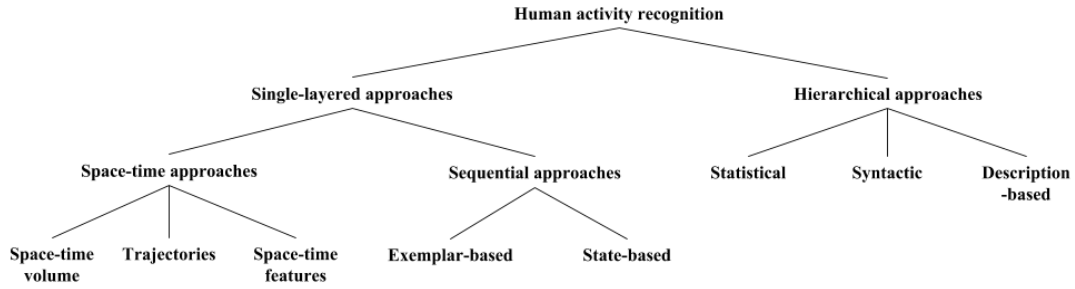 Human activity recognition
Single-layered approaches
Hierarchical approaches
Space-time approaches
Sequential approaches
Statistical
Syntactic
Description
-based
Space-time
volume
Trajectories
Space-time
features
Exemplar-based
State-based